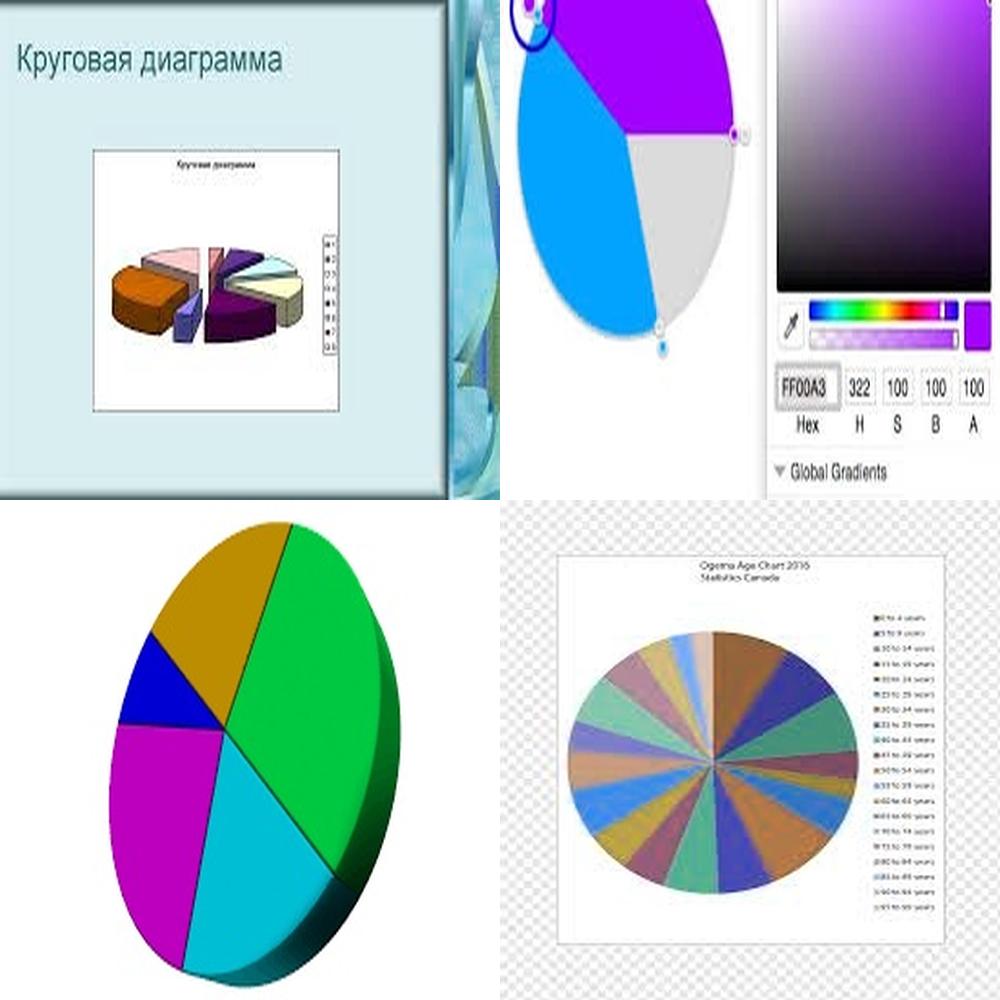 Круговая диаграмма
Круговая диаграмма
FF00A3 322 100 100 100
Hex H S B A
Global Gradients
Ogema Age Chart 2016
Statistics Canada
0 to 4 years
5 to 9 years
10 to 14 years
15 to 19 years
20 to 24 years
25 to 29 years
30 to 34 years
35 to 39 years
40 to 44 years
45 to 49 years
50 to 54 years
55 to 59 years
60 to 64 years
65 to 69 years
70 to 74 years
75 to 79 years
80 to 84 years
85 to 89 years
90 to 94 years
95 to 99 years